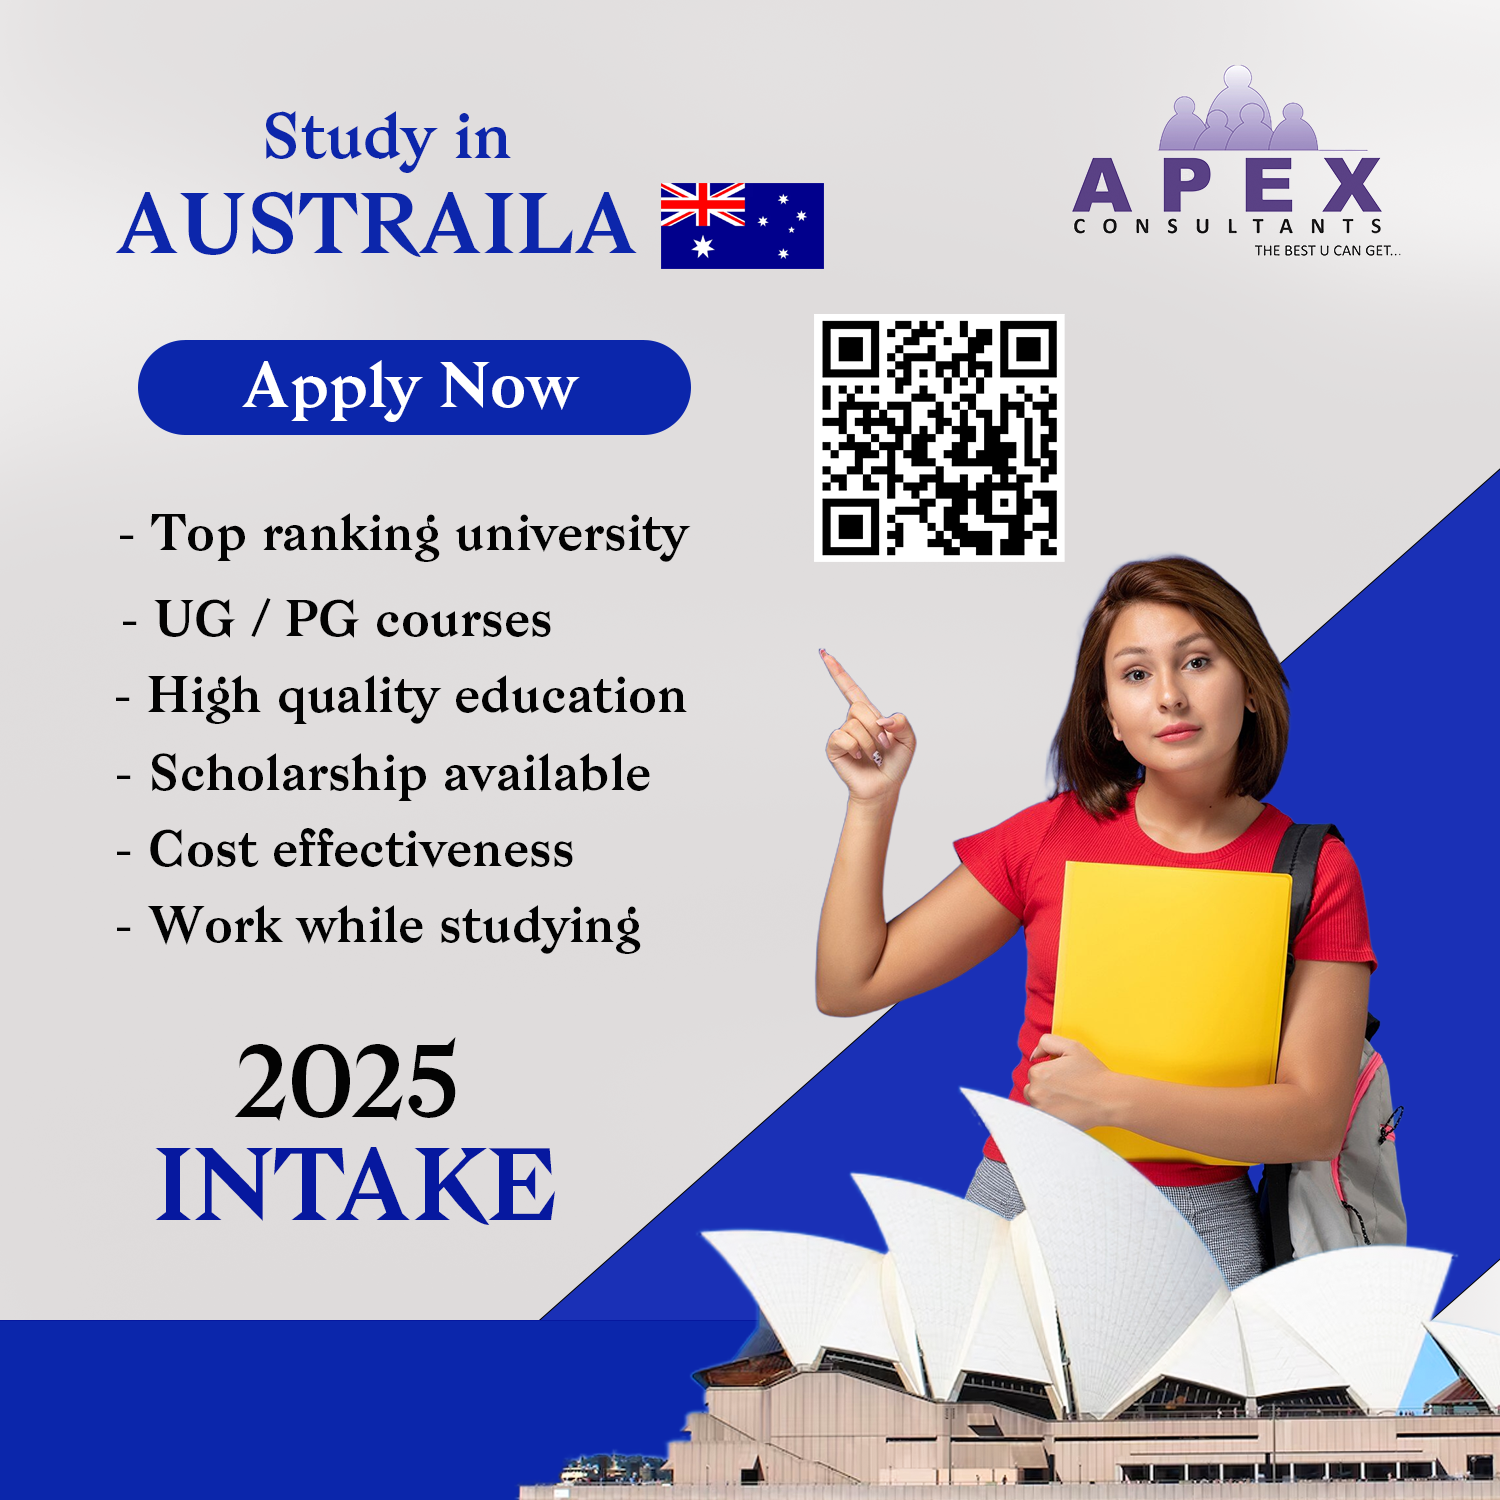 Study in
AUSTRAILA
APEX
CONSULTANTS
THE BEST U CAN GET...
Apply Now
- Top ranking university
- UG / PG courses
- High quality education
- Scholarship available
- Cost effectiveness
- Work while studying
2025
INTAKE